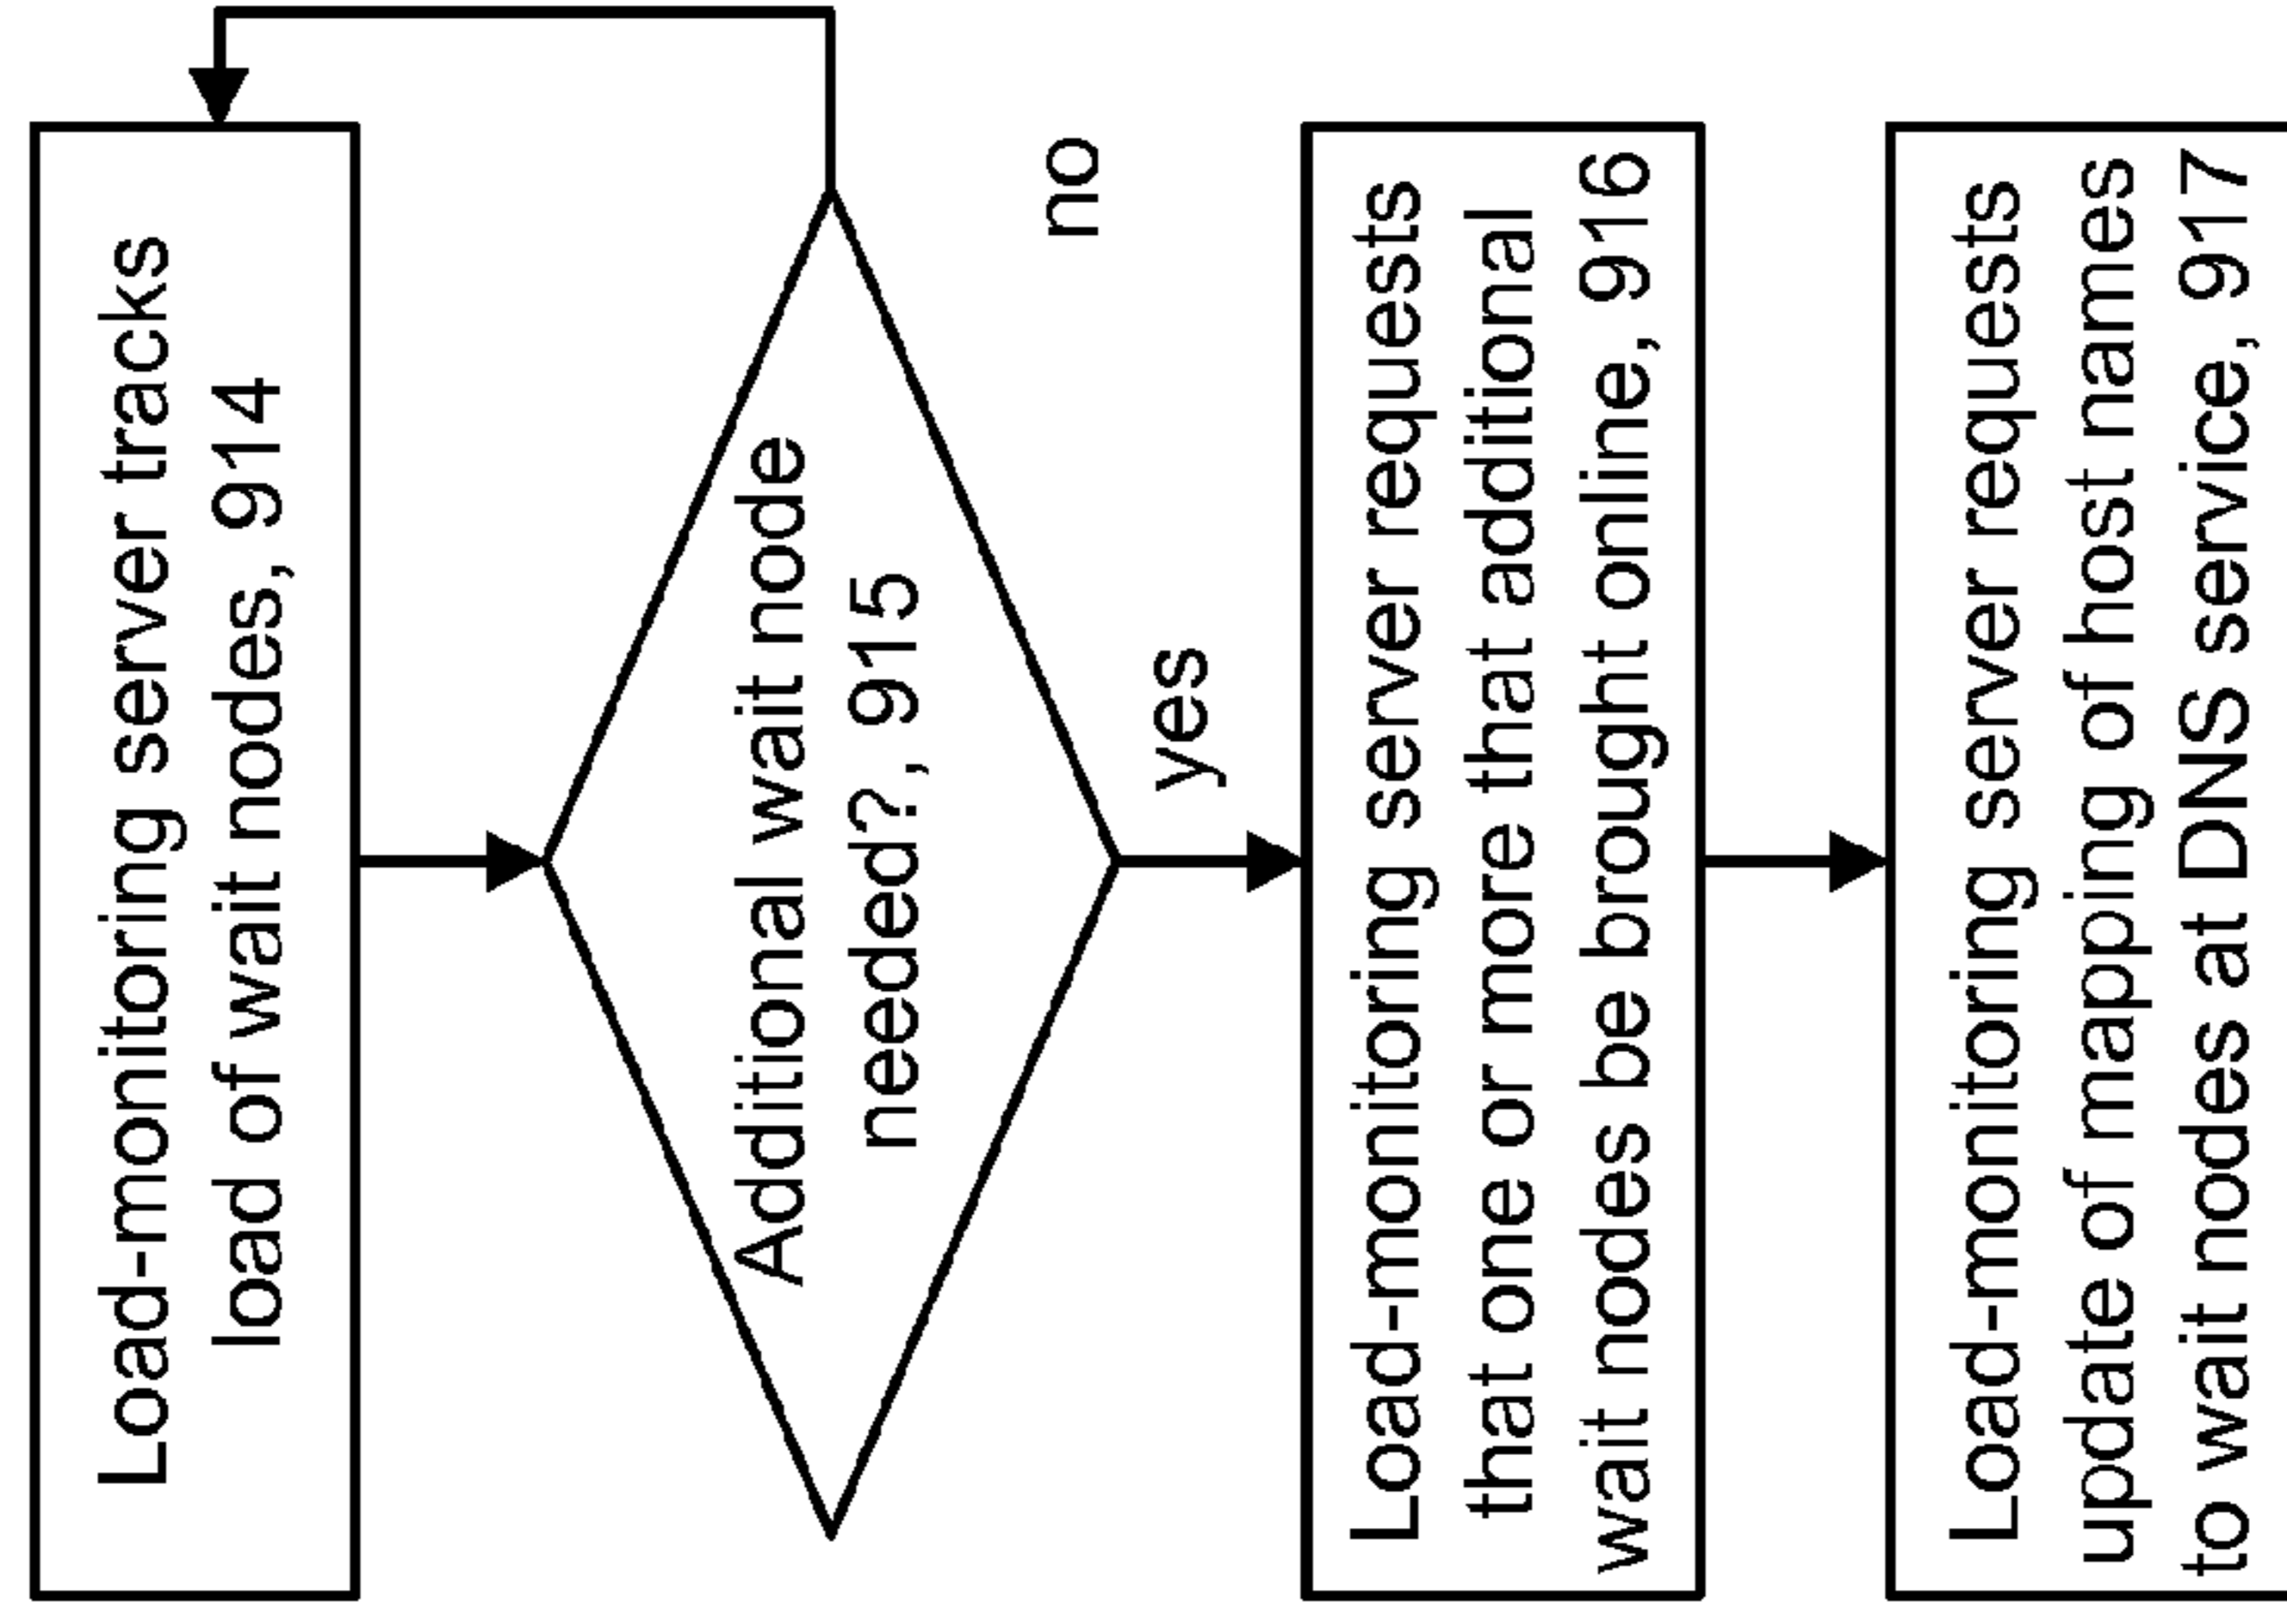 Load-monitoring server tracks
load of wait nodes, 914
Additional wait node
needed?, 915
no
yes
Load-monitoring server requests
that one or more that additional
wait nodes be brought online, 916
Load-monitoring server requests
update of mapping of host names
to wait nodes at DNS service, 917